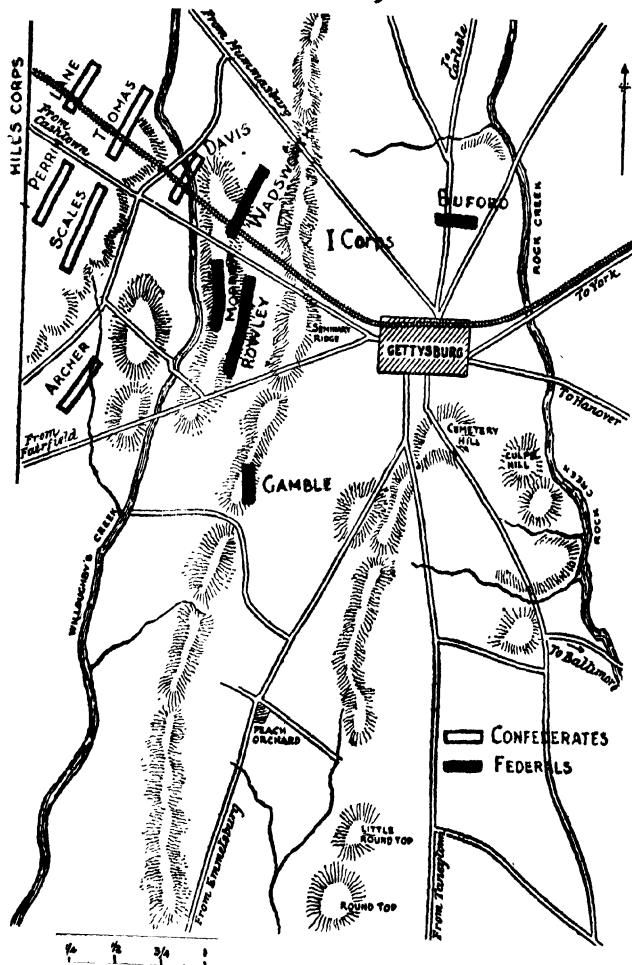 HILL'S CORPS
LANE
THOMAS
From Cashtown
PERRIN
SCALES
DAVIS
WADSWORTH
From Mummasburg
To Carlisle
BUFORD
I Corps
ROCK CREEK
To York
MOR
ROWLEY
SEMINARY
RIDGE
GETTYSBURG
ARCHER
From
Fairfield
To Hanover
CEMETERY
HILL
CULPS
HILL
GAMBLE
ROCK CREEK
WILLOUGHBY'S CREEK
To Baltimore
PEACH
ORCHARD
CONFEDERATES
FEDERALS
From Emmetsburg
LITTLE
ROUND TOP
ROUND TOP
From Taneytown
1/4 1/2 3/4 1